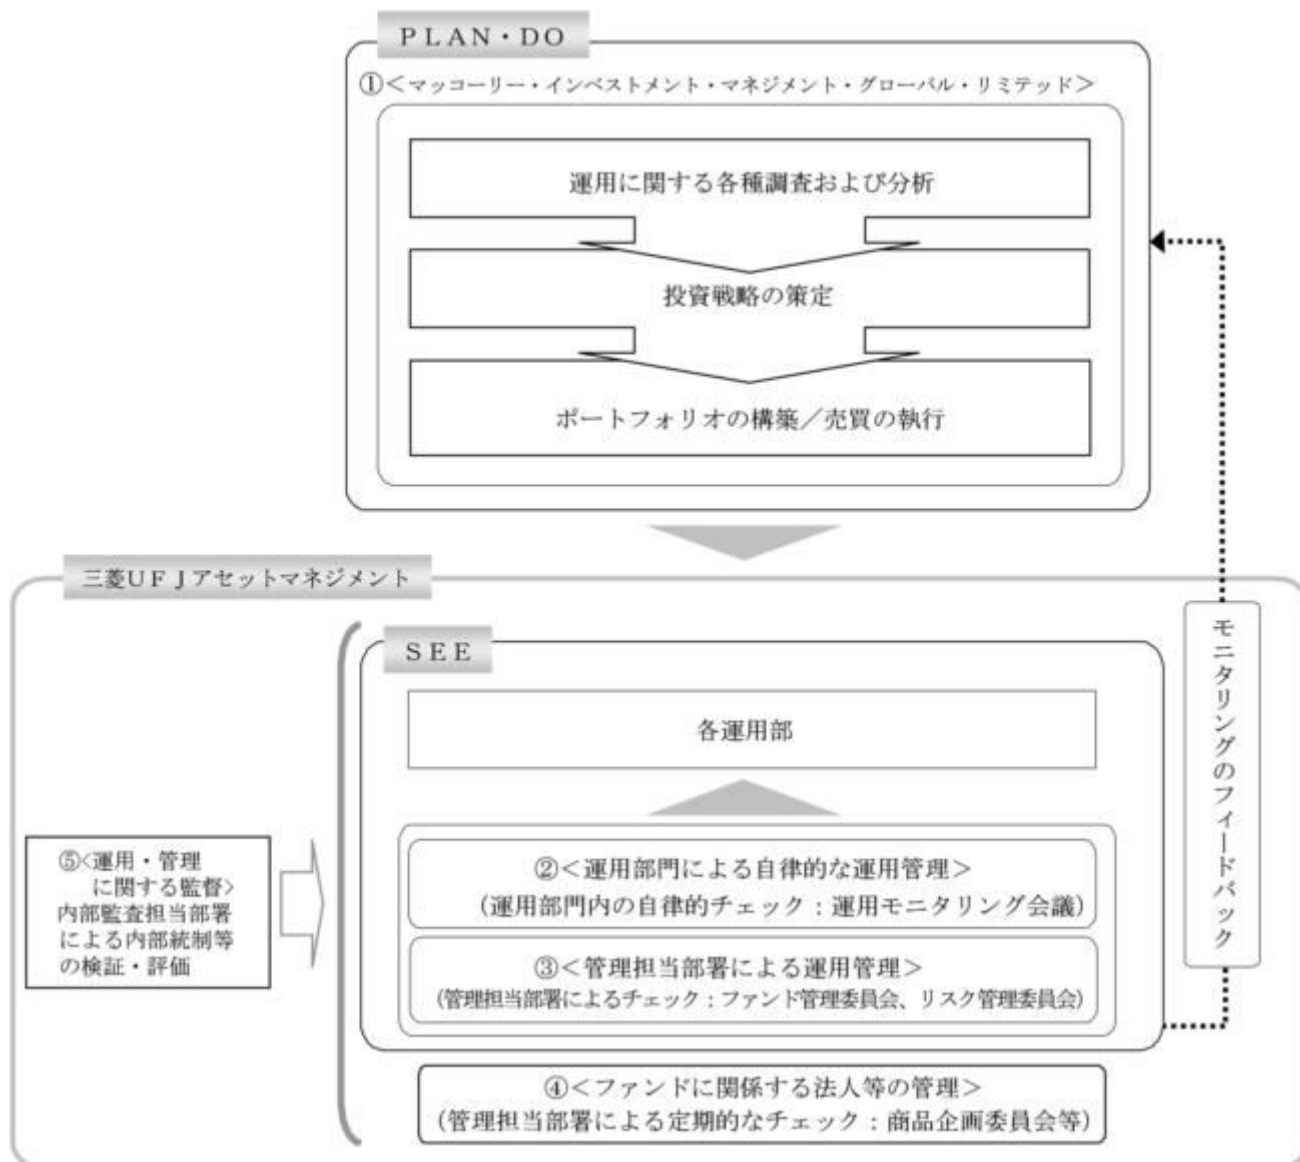 ＰＬＡＮ・ＤＯ
①＜マッコーリー・インベストメント・マネジメント・グローバル・リミテッド＞
運用に関する各種調査および分析
投資戦略の策定
ポートフォリオの構築／売買の執行
三菱ＵＦＪアセットマネジメント
ＳＥＥ
各運用部
②＜運用部門による自律的な運用管理＞
（運用部門内の自律的チェック：運用モニタリング会議）
③＜管理担当部署による運用管理＞
（管理担当部署によるチェック：ファンド管理委員会、リスク管理委員会）
④＜ファンドに関係する法人等の管理＞
（管理担当部署による定期的なチェック：商品企画委員会等）
⑤＜運用・管理
に関する監督＞
内部監査担当部署
による内部統制等
の検証・評価
モニタリングのフィードバック